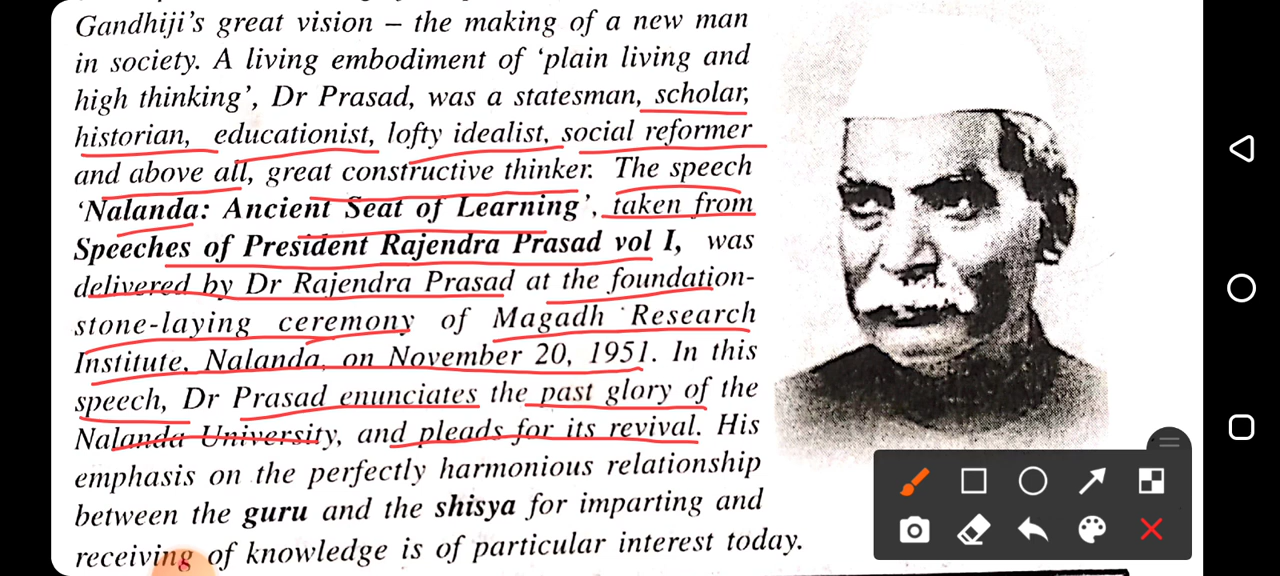 Gandhiji's great vision – the making of a new man
in society. A living embodiment of 'plain living and
high thinking', Dr Prasad, was a statesman, scholar,
historian, educationist, lofty idealist, social reformer
and above all, great constructive thinker. The speech
'Nalanda: Ancient Seat of Learning', taken from
Speeches of President Rajendra Prasad vol I, was
delivered by Dr Rajendra Prasad at the foundation-
stone-laying ceremony of Magadh Research
Institute, Nalanda, on November 20, 1951. In this
speech, Dr Prasad enunciates the past glory of the
Nalanda University, and pleads for its revival. His
emphasis on the perfectly harmonious relationship
between the guru and the shisya for imparting and
receiving of knowledge is of particular interest today.